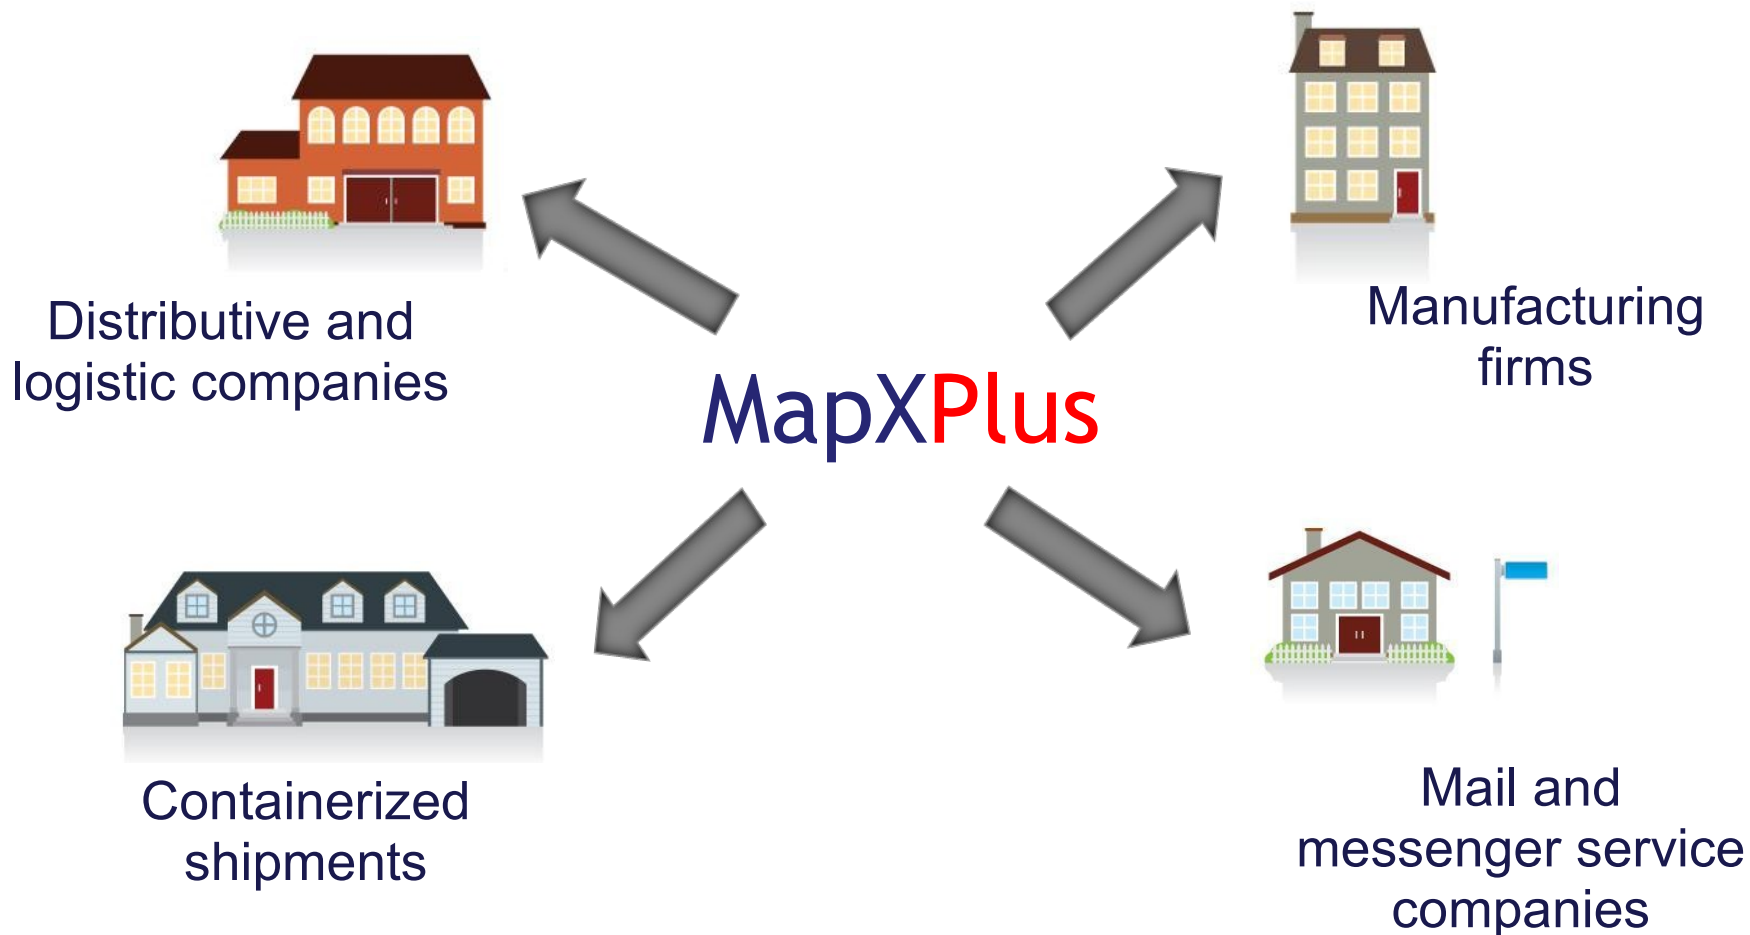 Distributive and
logistic companies
Manufacturing
firms
MapXPlus
Containerized
shipments
Mail and
messenger service
companies